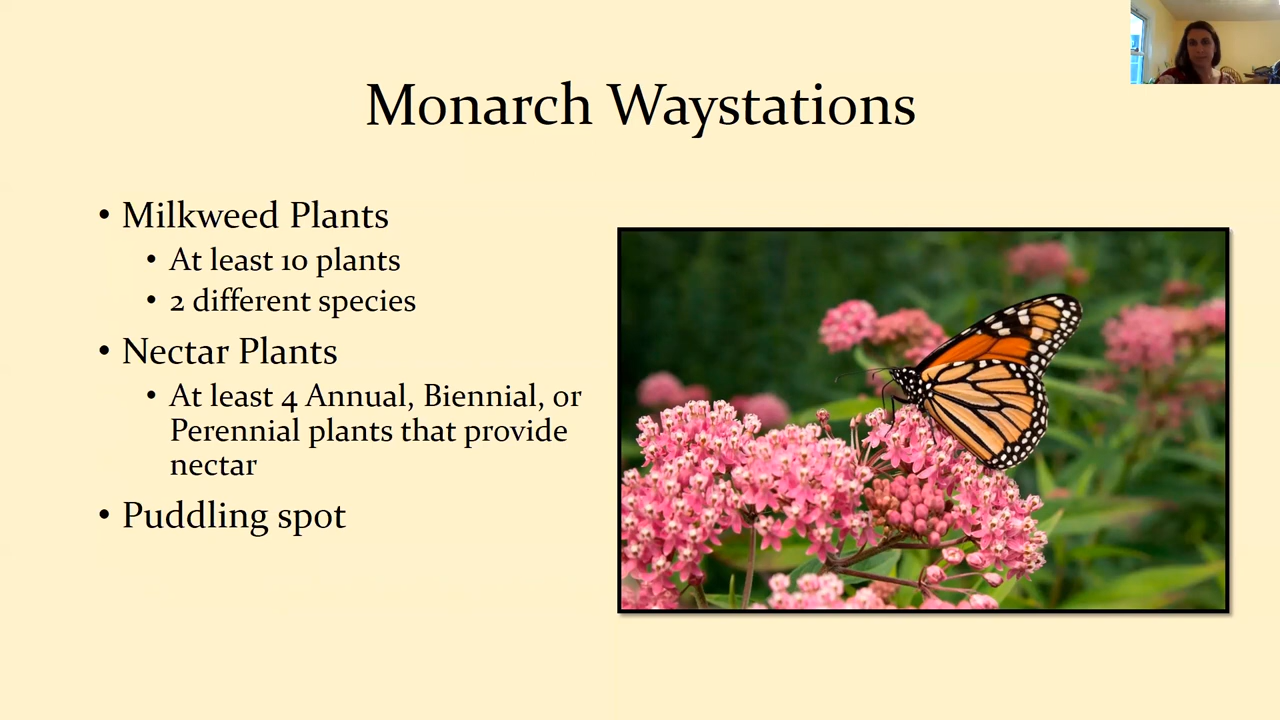 Monarch Waystations
• Milkweed Plants
• At least 10 plants
• 2 different species
• Nectar Plants
• At least 4 Annual, Biennial, or
Perennial plants that provide
nectar
• Puddling spot